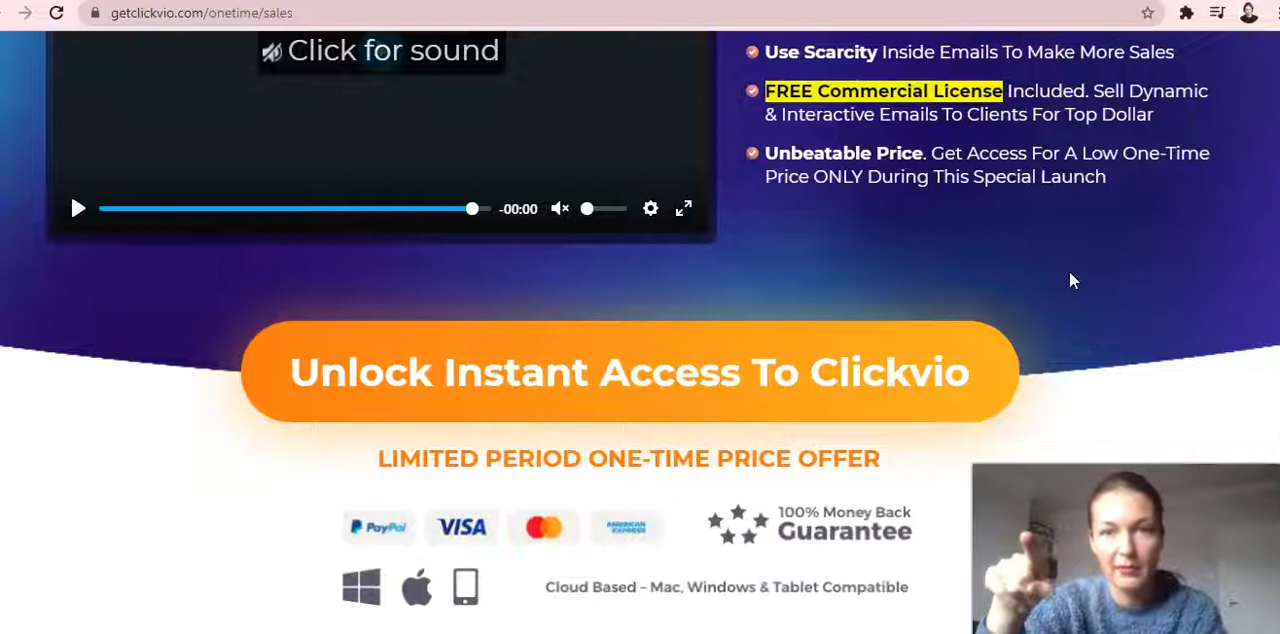 getclickvio.com/onetime/sales
Click for sound
Use Scarcity Inside Emails To Make More Sales
FREE Commercial License Included. Sell Dynamic
& Interactive Emails To Clients For Top Dollar
Unbeatable Price. Get Access For A Low One-Time
Price ONLY During This Special Launch
-00:00
Unlock Instant Access To Clickvio
LIMITED PERIOD ONE-TIME PRICE OFFER
PayPal VISA AMERICAN EXPRESS
100% Money Back
Guarantee
Cloud Based – Mac, Windows & Tablet Compatible